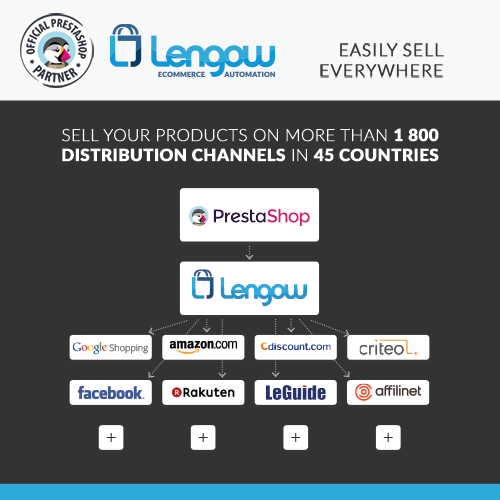 OFFICIAL PRESTASHOP
PARTNER
Lengow
ECOMMERCE AUTOMATION
EASILY SELL
EVERYWHERE
SELL YOUR PRODUCTS ON MORE THAN 1 800
DISTRIBUTION CHANNELS IN 45 COUNTRIES
PrestaShop
Lengow
Google Shopping
amazon.com
Cdiscount.com
criteo.
facebook.
Rakuten
LeGuide
affilinet
+ + + +